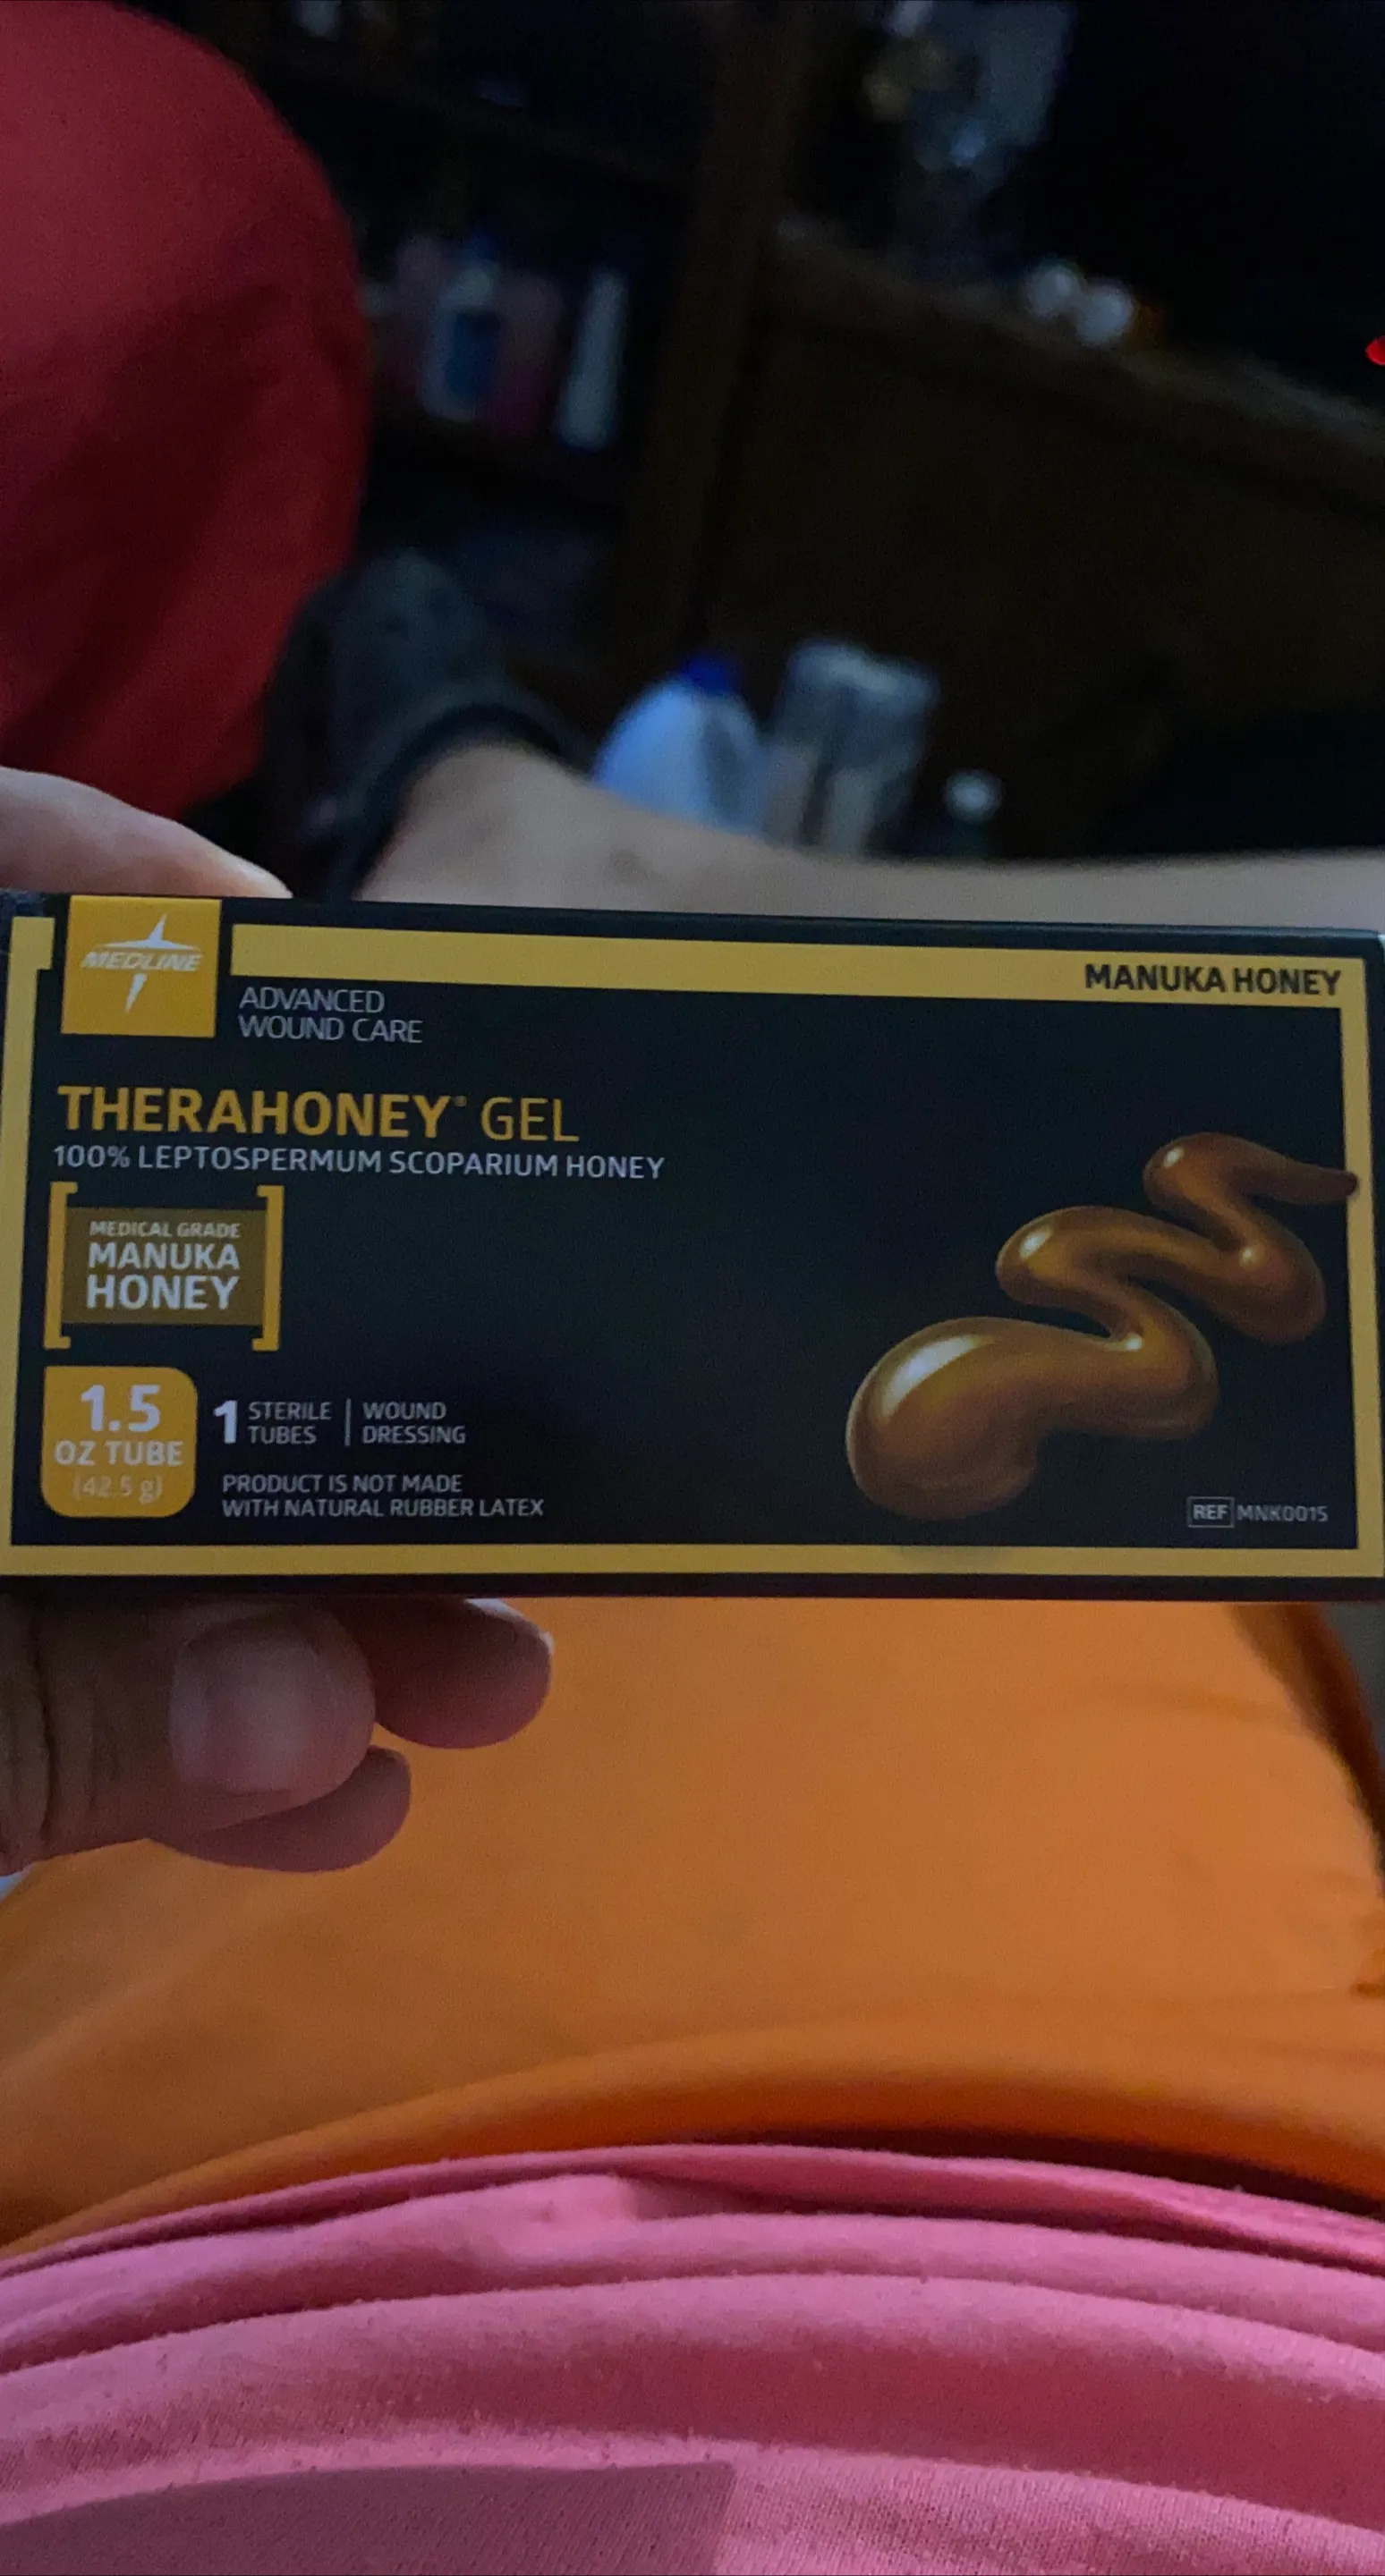 MEDLINE
MANUKA HONEY
ADVANCED
WOUND CARE
THERAHONEY® GEL
100% LEPTOSPERMUM SCOPARIUM HONEY
MEDICAL GRADE
MANUKA
HONEY
1.5
OZ TUBE
(42.5 g)
1 STERILE TUBES | WOUND DRESSING
PRODUCT IS NOT MADE
WITH NATURAL RUBBER LATEX
REF MNK0015